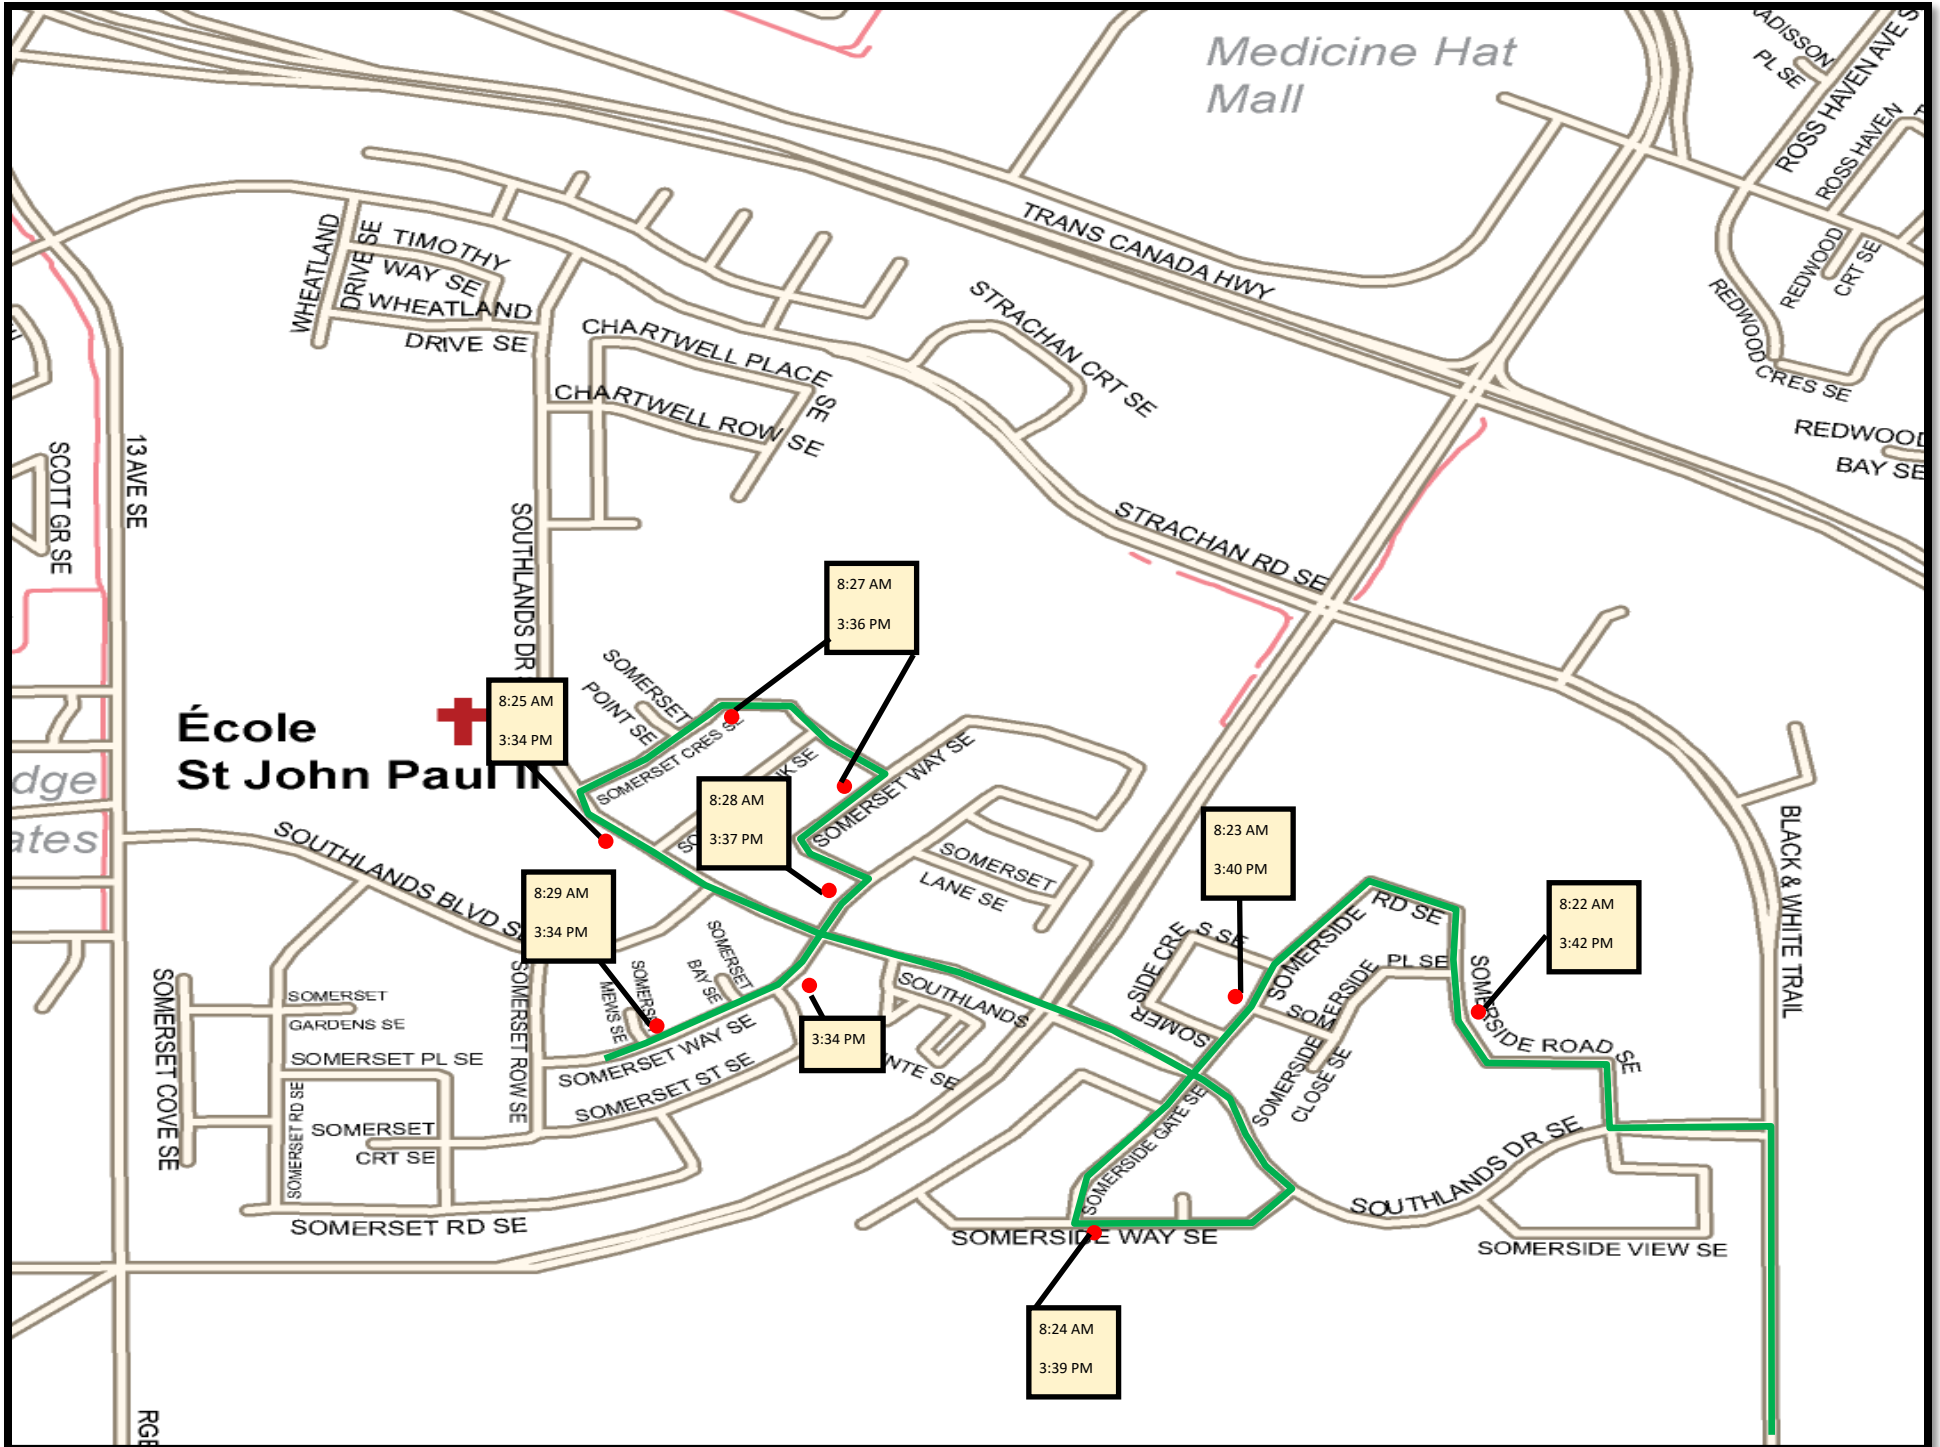 Medicine Hat
Mall
PL SE
ROSS HAVEN AVE S
ROSS HAVEN
REDWOOD
CRT SE
REDWOOD
CRES SE
REDWOOD
BAY SE
TRANS CANADA HWY
WHEATLAND
DRIVE SE
TIMOTHY
WAY SE
WHEATLAND
DRIVE SE
CHARTWELL PLACE
SE
CHARTWELL ROW SE
STRACHAN CRT SE
STRACHAN RD SE
SCOTT GR SE
13 AVE SE
SOUTHLANDS DR
8:27 AM
3:36 PM
SOMERSET
POINT SE
8:25 AM
3:34 PM
École
St John Paul II
SOMERSET CRES SE
SOMERSET WAY SE
8:28 AM
3:37 PM
SOUTHLANDS BLVD SE
8:29 AM
3:34 PM
SOMERSET
LANE SE
8:23 AM
3:40 PM
8:22 AM
3:42 PM
BLACK & WHITE TRAIL
SOMERSIDE
RD SE
SOMERSIDE ROAD SE
PL SE
SOMERSIDE
CLOSE SE
SOMERSET
BAY SE
MEWS SE
SOUTHLANDS
NTE SE
3:34 PM
SOMERSET COVE SE
SOMERSET
GARDENS SE
SOMERSET PL SE
SOMERSET ROW SE
SOMERSET WAY SE
SOMERSET ST SE
SOMERSET RD SE
SOMERSET
CRT SE
SOMERSET RD SE
SOMERSIDE GATE SE
SOMERSIDE WAY SE
SOUTHLANDS DR SE
SOMERSIDE VIEW SE
8:24 AM
3:39 PM